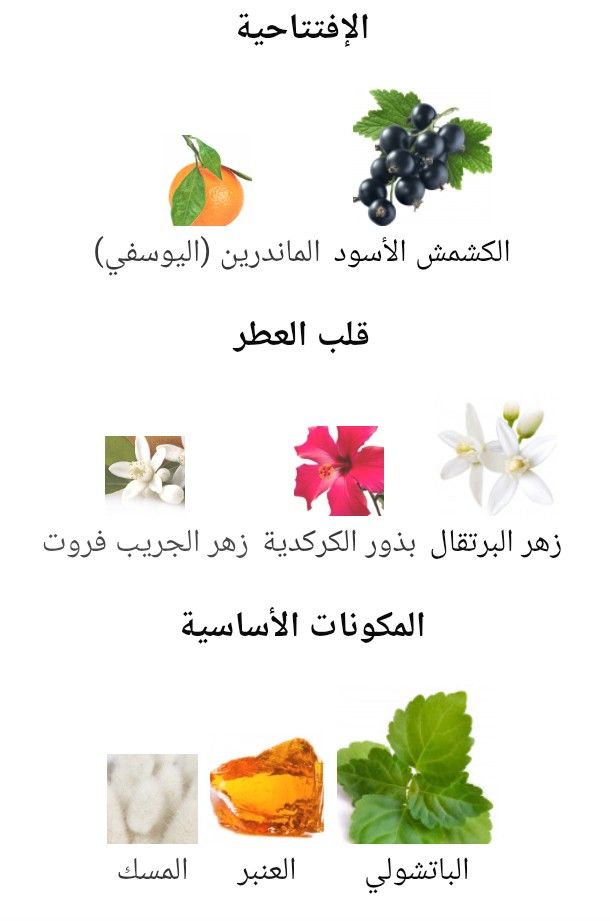 الإفتتاحية
الكشمش الأسود الماندرين (اليوسفي)
قلب العطر
زهر البرتقال بذور الكركدية زهر الجريب فروت
المكونات الأساسية
الباتشولي العنبر المسك